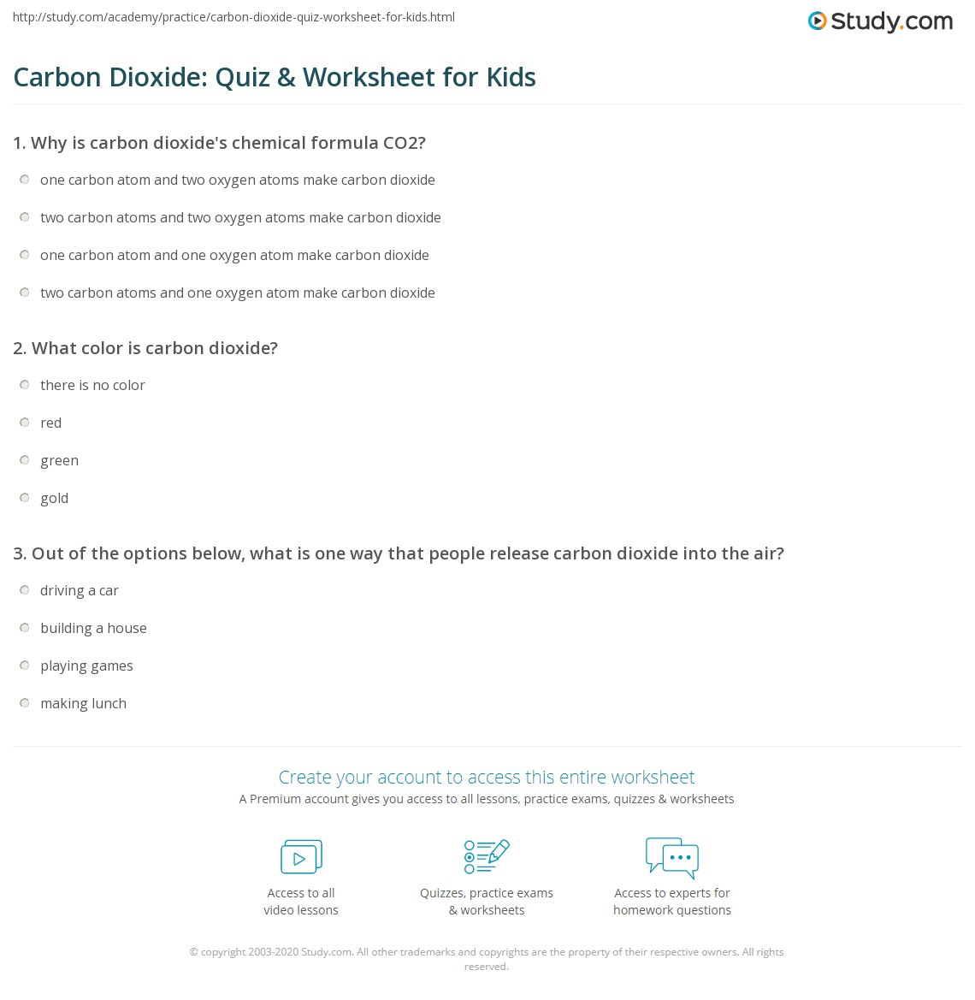 http://study.com/academy/practice/carbon-dioxide-quiz-worksheet-for-kids.html
Study.com
Carbon Dioxide: Quiz & Worksheet for Kids
1. Why is carbon dioxide's chemical formula CO2?
one carbon atom and two oxygen atoms make carbon dioxide
two carbon atoms and two oxygen atoms make carbon dioxide
one carbon atom and one oxygen atom make carbon dioxide
two carbon atoms and one oxygen atom make carbon dioxide
2. What color is carbon dioxide?
there is no color
red
green
gold
3. Out of the options below, what is one way that people release carbon dioxide into the air?
driving a car
building a house
playing games
making lunch
Create your account to access this entire worksheet
A Premium account gives you access to all lessons, practice exams, quizzes & worksheets
Access to all
video lessons
Quizzes, practice exams
& worksheets
Access to experts for
homework questions
© copyright 2003-2020 Study.com. All other trademarks and copyrights are the property of their respective owners. All rights
reserved.